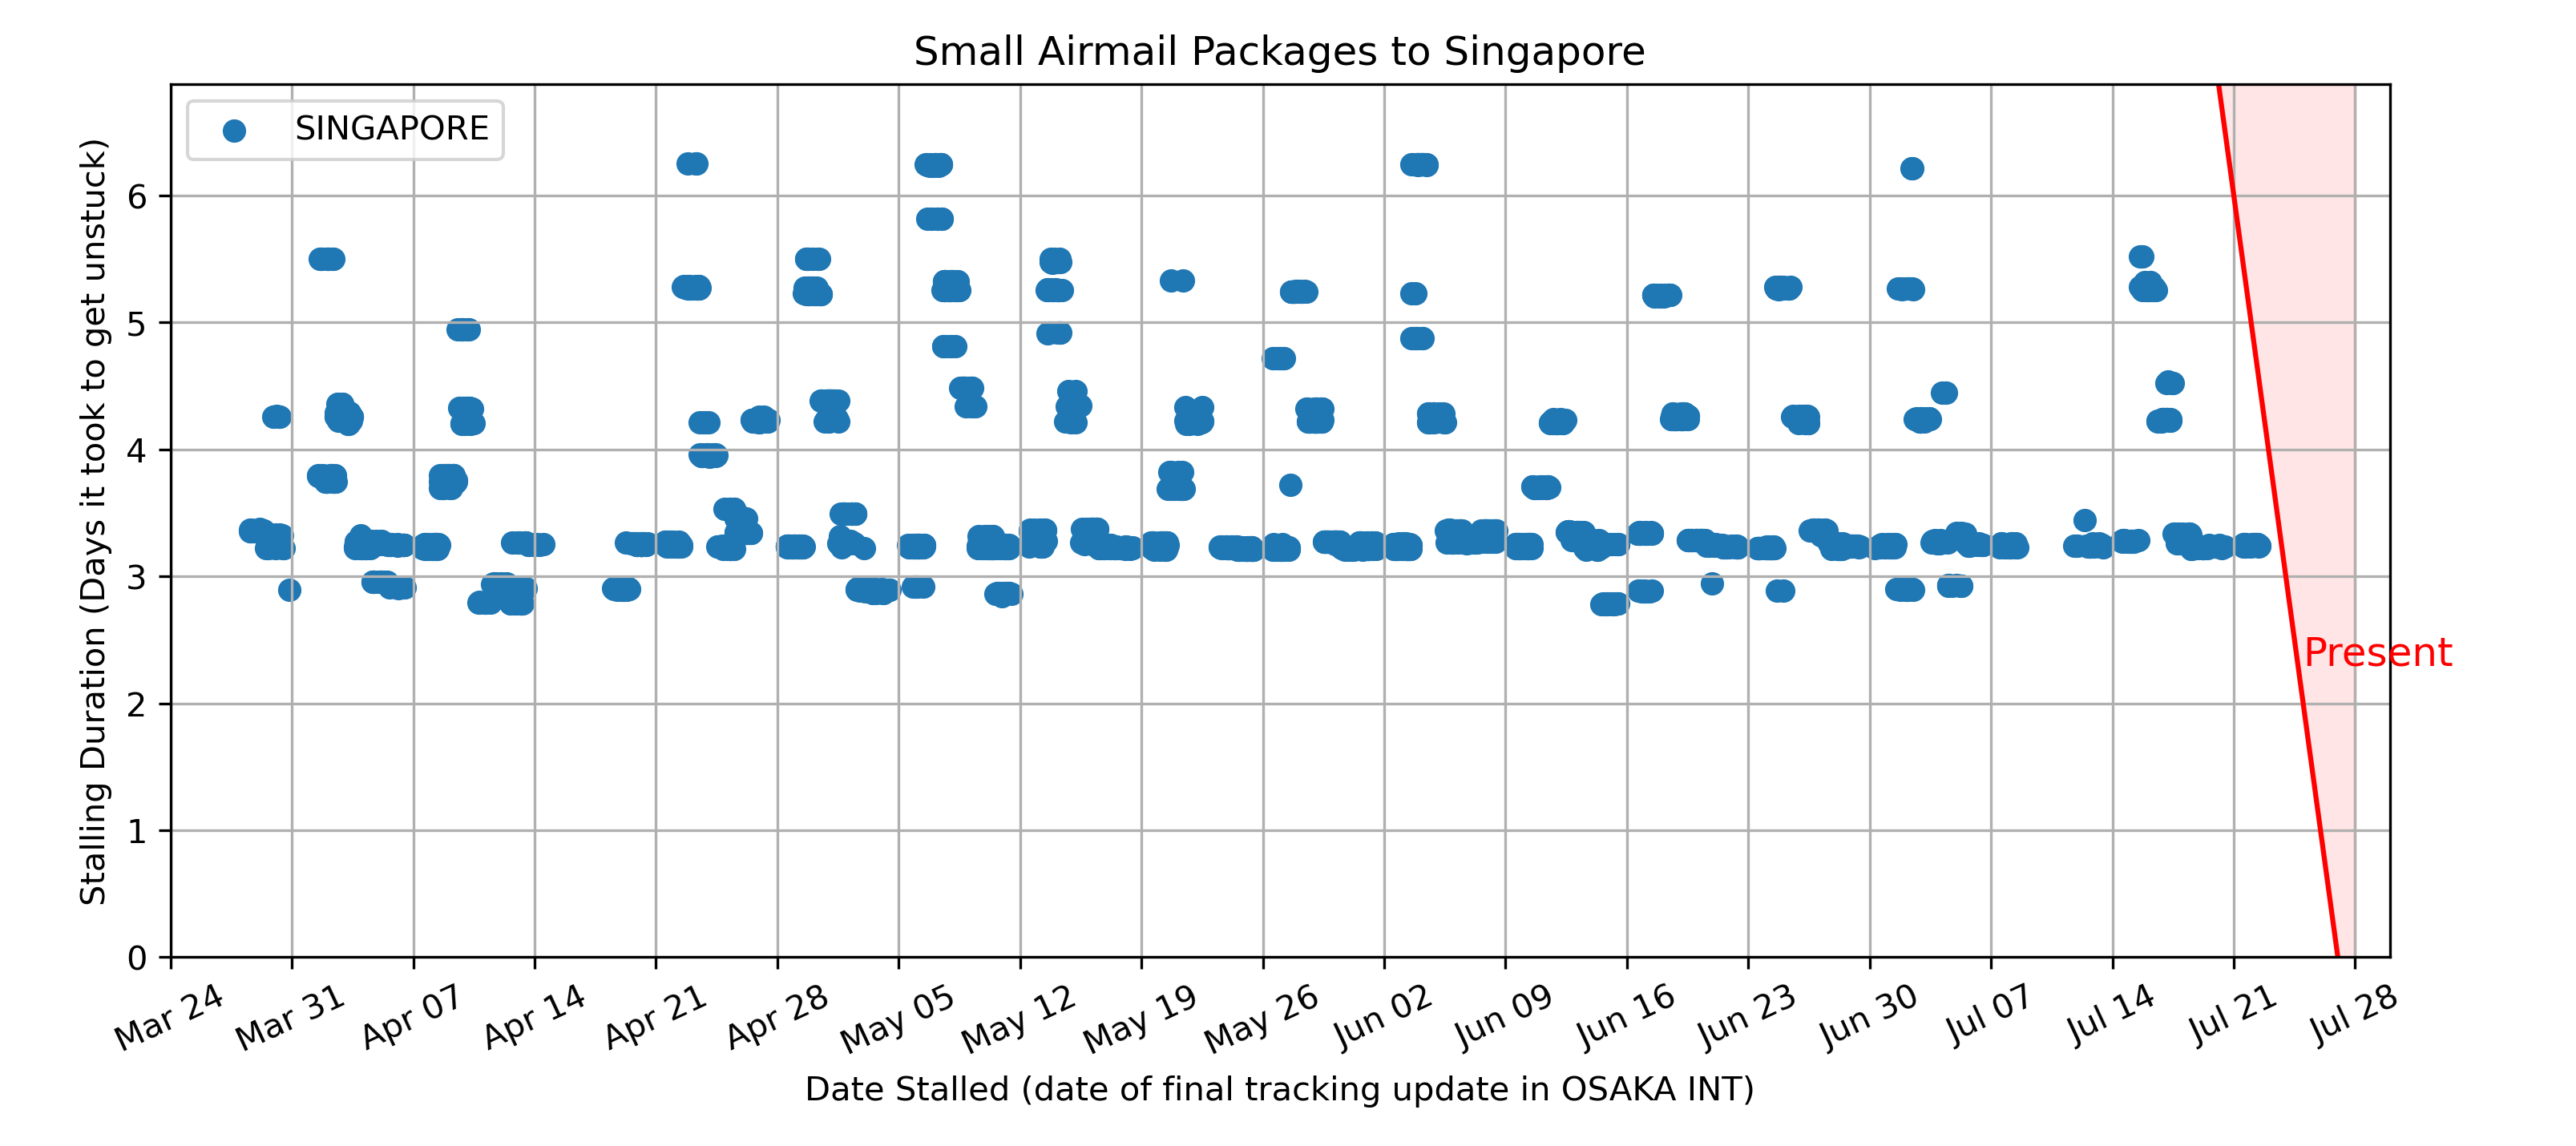 Small Airmail Packages to Singapore
SINGAPORE
Stalling Duration (Days it took to get unstuck)
6
5
4
3
2
1
0
Present
Mar 24
Mar 31
Apr 07
Apr 14
Apr 21
Apr 28
May 05
May 12
May 19
May 26
Jun 02
Jun 09
Jun 16
Jun 23
Jun 30
Jul 07
Jul 14
Jul 21
Jul 28
Date Stalled (date of final tracking update in OSAKA INT)